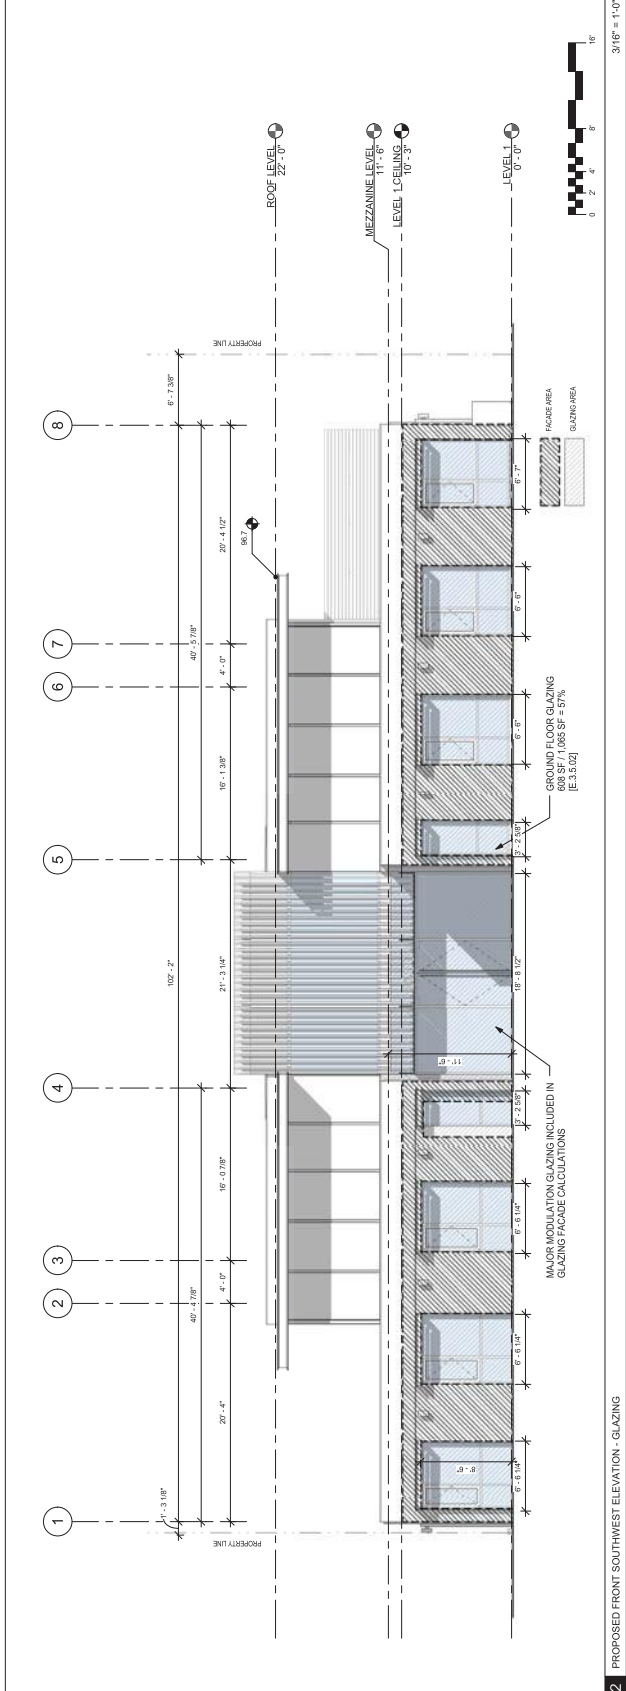 1
2
3
4
5
6
7
8
1' - 3 1/8"
102' - 2"
6' - 7 3/8"
40' - 4 7/8"
40' - 5 7/8"
20' - 4"
4' - 0"
16' - 0 7/8"
21' - 3 1/4"
16' - 1 3/8"
4' - 0"
20' - 4 1/2"
96.7
PROPERTY LINE
PROPERTY LINE
ROOF LEVEL
22' - 0"
MEZZANINE LEVEL
11' - 6"
LEVEL 1 CEILING
10' - 3"
LEVEL 1
0' - 0"
8' - 6"
11' - 6"
6' - 6 1/4"
6' - 6 1/4"
6' - 6 1/4"
3' - 2 5/8"
18' - 8 1/2"
3' - 2 5/8"
6' - 6"
6' - 6"
6' - 7"
MAJOR MODULATION GLAZING INCLUDED IN
GLAZING FACADE CALCULATIONS
GROUND FLOOR GLAZING
608 SF / 1,065 SF = 57%
[E.3.5.02]
FACADE AREA
GLAZING AREA
0 2' 4' 8' 16'
2 PROPOSED FRONT SOUTHWEST ELEVATION - GLAZING
3/16" = 1'-0"